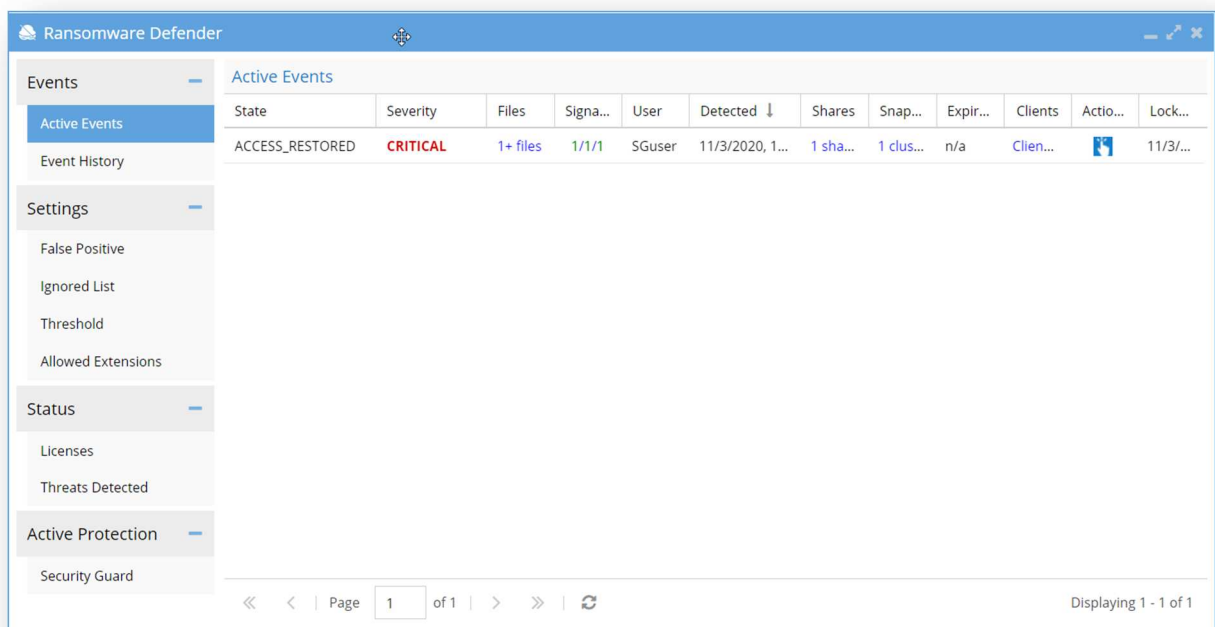 Ransomware Defender
Events
Active Events
Event History
Settings
False Positive
Ignored List
Threshold
Allowed Extensions
Status
Licenses
Threats Detected
Active Protection
Security Guard
Active Events
State Severity Files Signa... User Detected ↓ Shares Snap... Expir... Clients Actio... Lock...
ACCESS_RESTORED CRITICAL 1+ files 1/1/1 SGuser 11/3/2020, 1... 1 sha... 1 clus... n/a Clien... 11/3/...
Page 1 of 1
Displaying 1 - 1 of 1